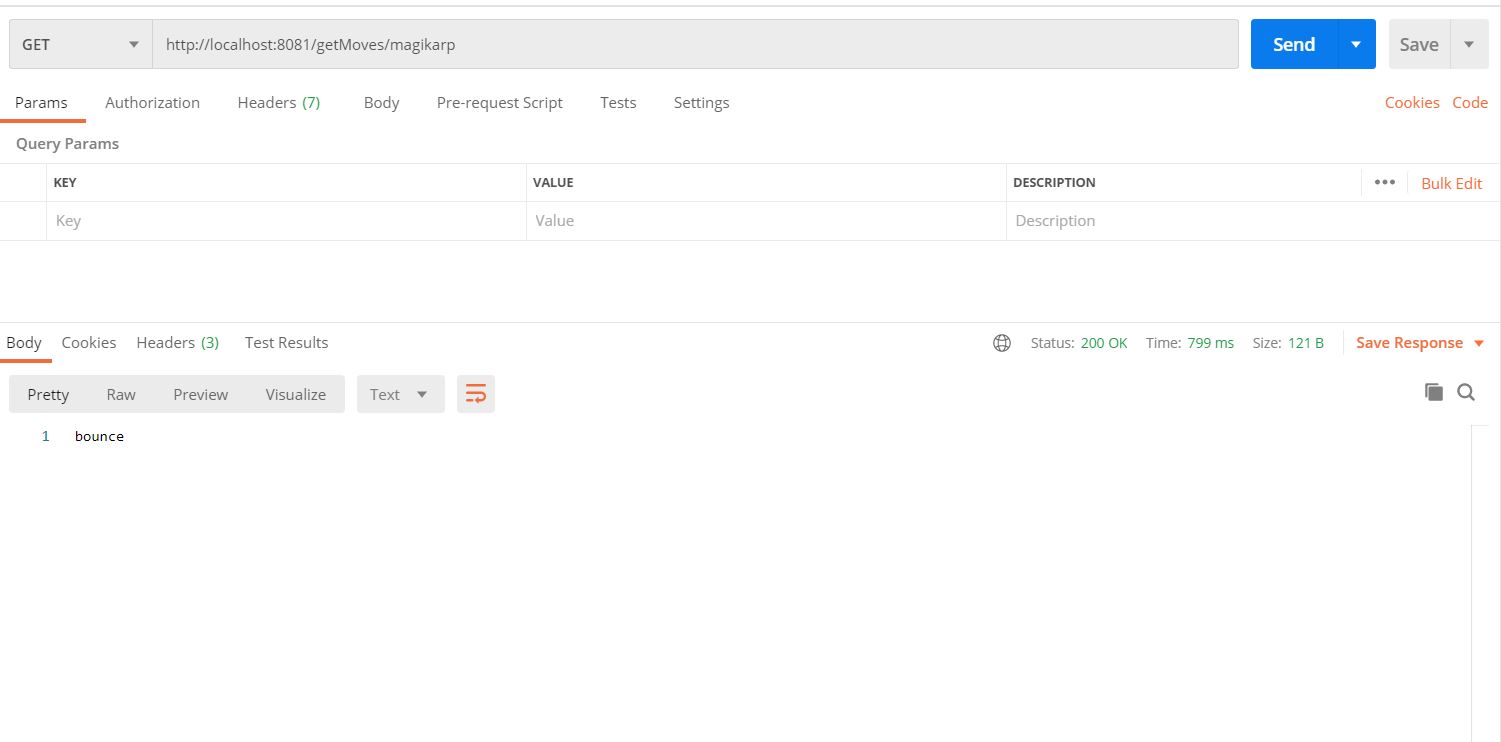 GET http://localhost:8081/getMoves/magikarp Send Save
Params Authorization Headers (7) Body Pre-request Script Tests Settings Cookies Code
Query Params
KEY VALUE DESCRIPTION ••• Bulk Edit
Key Value Description
Body Cookies Headers (3) Test Results Status: 200 OK Time: 799 ms Size: 121 B Save Response
Pretty Raw Preview Visualize Text
1 bounce